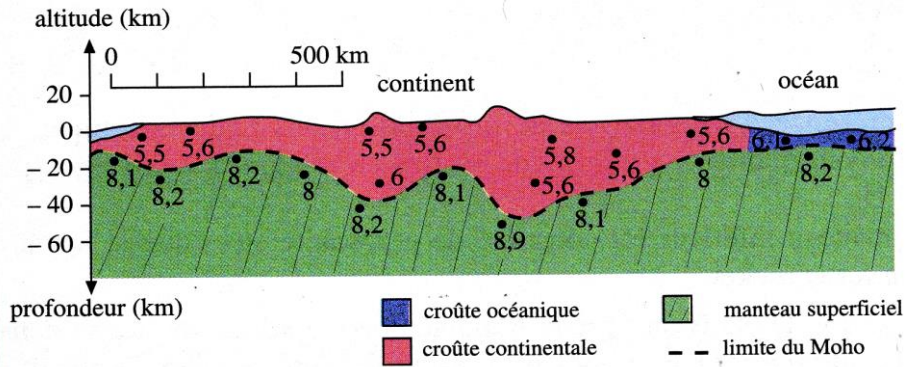 altitude (km)
0 500 km
continent océan
20
0
– 20
– 40
– 60
5,5 5,6 5,5 5,6 5,8 5,6 5,6 6,2
6 5,6
8,1 8,2 8,2 8 8,2 8,1 8,9 8,1 8 8,2
profondeur (km)
croûte océanique manteau superficiel
croûte continentale limite du Moho